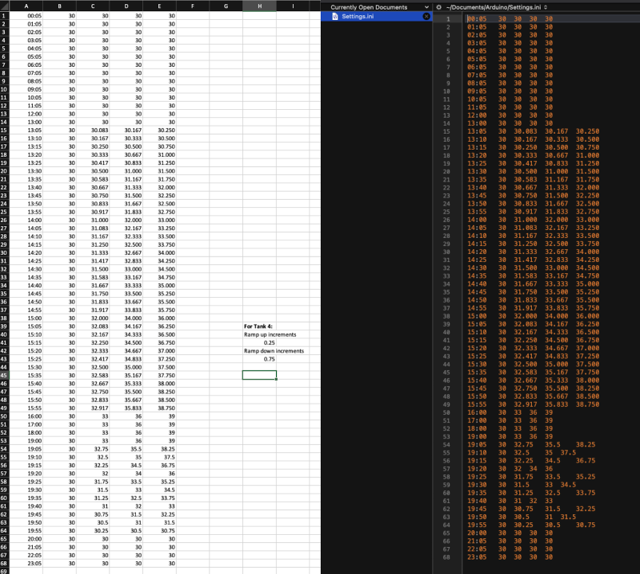 A B C D E F G H I
1 00:05 30 30 30 30
2 01:05 30 30 30 30
3 02:05 30 30 30 30
4 03:05 30 30 30 30
5 04:05 30 30 30 30
6 05:05 30 30 30 30
7 06:05 30 30 30 30
8 07:05 30 30 30 30
9 08:05 30 30 30 30
10 09:05 30 30 30 30
11 10:05 30 30 30 30
12 11:05 30 30 30 30
13 12:00 30 30 30 30
14 13:00 30 30 30 30
15 13:05 30 30.083 30.167 30.250
16 13:10 30 30.167 30.333 30.500
17 13:15 30 30.250 30.500 30.750
18 13:20 30 30.333 30.667 31.000
19 13:25 30 30.417 30.833 31.250
20 13:30 30 30.500 31.000 31.500
21 13:35 30 30.583 31.167 31.750
22 13:40 30 30.667 31.333 32.000
23 13:45 30 30.750 31.500 32.250
24 13:50 30 30.833 31.667 32.500
25 13:55 30 30.917 31.833 32.750
26 14:00 30 31.000 32.000 33.000
27 14:05 30 31.083 32.167 33.250
28 14:10 30 31.167 32.333 33.500
29 14:15 30 31.250 32.500 33.750
30 14:20 30 31.333 32.667 34.000
31 14:25 30 31.417 32.833 34.250
32 14:30 30 31.500 33.000 34.500
33 14:35 30 31.583 33.167 34.750
34 14:40 30 31.667 33.333 35.000
35 14:45 30 31.750 33.500 35.250
36 14:50 30 31.833 33.667 35.500
37 14:55 30 31.917 33.833 35.750
38 15:00 30 32.000 34.000 36.000
39 15:05 30 32.083 34.167 36.250 For Tank 4:
40 15:10 30 32.167 34.333 36.500 Ramp up increments
41 15:15 30 32.250 34.500 36.750 0.25
42 15:20 30 32.333 34.667 37.000 Ramp down increments
43 15:25 30 32.417 34.833 37.250 0.75
44 15:30 30 32.500 35.000 37.500
45 15:35 30 32.583 35.167 37.750
46 15:40 30 32.667 35.333 38.000
47 15:45 30 32.750 35.500 38.250
48 15:50 30 32.833 35.667 38.500
49 15:55 30 32.917 35.833 38.750
50 16:00 30 33 36 39
51 17:00 30 33 36 39
52 18:00 30 33 36 39
53 19:00 30 33 36 39
54 19:05 30 32.75 35.5 38.25
55 19:10 30 32.5 35 37.5
56 19:15 30 32.25 34.5 36.75
57 19:20 30 32 34 36
58 19:25 30 31.75 33.5 35.25
59 19:30 30 31.5 33 34.5
60 19:35 30 31.25 32.5 33.75
61 19:40 30 31 32 33
62 19:45 30 30.75 31.5 32.25
63 19:50 30 30.5 31 31.5
64 19:55 30 30.25 30.5 30.75
65 20:00 30 30 30 30
66 21:05 30 30 30 30
67 22:05 30 30 30 30
68 23:05 30 30 30 30
69
Currently Open Documents
Settings.ini
~/Documents/Arduino/Settings.ini
1 00:05 30 30 30 30
2 01:05 30 30 30 30
3 02:05 30 30 30 30
4 03:05 30 30 30 30
5 04:05 30 30 30 30
6 05:05 30 30 30 30
7 06:05 30 30 30 30
8 07:05 30 30 30 30
9 08:05 30 30 30 30
10 09:05 30 30 30 30
11 10:05 30 30 30 30
12 11:05 30 30 30 30
13 12:00 30 30 30 30
14 13:00 30 30 30 30
15 13:05 30 30.083 30.167 30.250
16 13:10 30 30.167 30.333 30.500
17 13:15 30 30.250 30.500 30.750
18 13:20 30 30.333 30.667 31.000
19 13:25 30 30.417 30.833 31.250
20 13:30 30 30.500 31.000 31.500
21 13:35 30 30.583 31.167 31.750
22 13:40 30 30.667 31.333 32.000
23 13:45 30 30.750 31.500 32.250
24 13:50 30 30.833 31.667 32.500
25 13:55 30 30.917 31.833 32.750
26 14:00 30 31.000 32.000 33.000
27 14:05 30 31.083 32.167 33.250
28 14:10 30 31.167 32.333 33.500
29 14:15 30 31.250 32.500 33.750
30 14:20 30 31.333 32.667 34.000
31 14:25 30 31.417 32.833 34.250
32 14:30 30 31.500 33.000 34.500
33 14:35 30 31.583 33.167 34.750
34 14:40 30 31.667 33.333 35.000
35 14:45 30 31.750 33.500 35.250
36 14:50 30 31.833 33.667 35.500
37 14:55 30 31.917 33.833 35.750
38 15:00 30 32.000 34.000 36.000
39 15:05 30 32.083 34.167 36.250
40 15:10 30 32.167 34.333 36.500
41 15:15 30 32.250 34.500 36.750
42 15:20 30 32.333 34.667 37.000
43 15:25 30 32.417 34.833 37.250
44 15:30 30 32.500 35.000 37.500
45 15:35 30 32.583 35.167 37.750
46 15:40 30 32.667 35.333 38.000
47 15:45 30 32.750 35.500 38.250
48 15:50 30 32.833 35.667 38.500
49 15:55 30 32.917 35.833 38.750
50 16:00 30 33 36 39
51 17:00 30 33 36 39
52 18:00 30 33 36 39
53 19:00 30 33 36 39
54 19:05 30 32.75 35.5 38.25
55 19:10 30 32.5 35 37.5
56 19:15 30 32.25 34.5 36.75
57 19:20 30 32 34 36
58 19:25 30 31.75 33.5 35.25
59 19:30 30 31.5 33 34.5
60 19:35 30 31.25 32.5 33.75
61 19:40 30 31 32 33
62 19:45 30 30.75 31.5 32.25
63 19:50 30 30.5 31 31.5
64 19:55 30 30.25 30.5 30.75
65 20:00 30 30 30 30
66 21:05 30 30 30 30
67 22:05 30 30 30 30
68 23:05 30 30 30 30